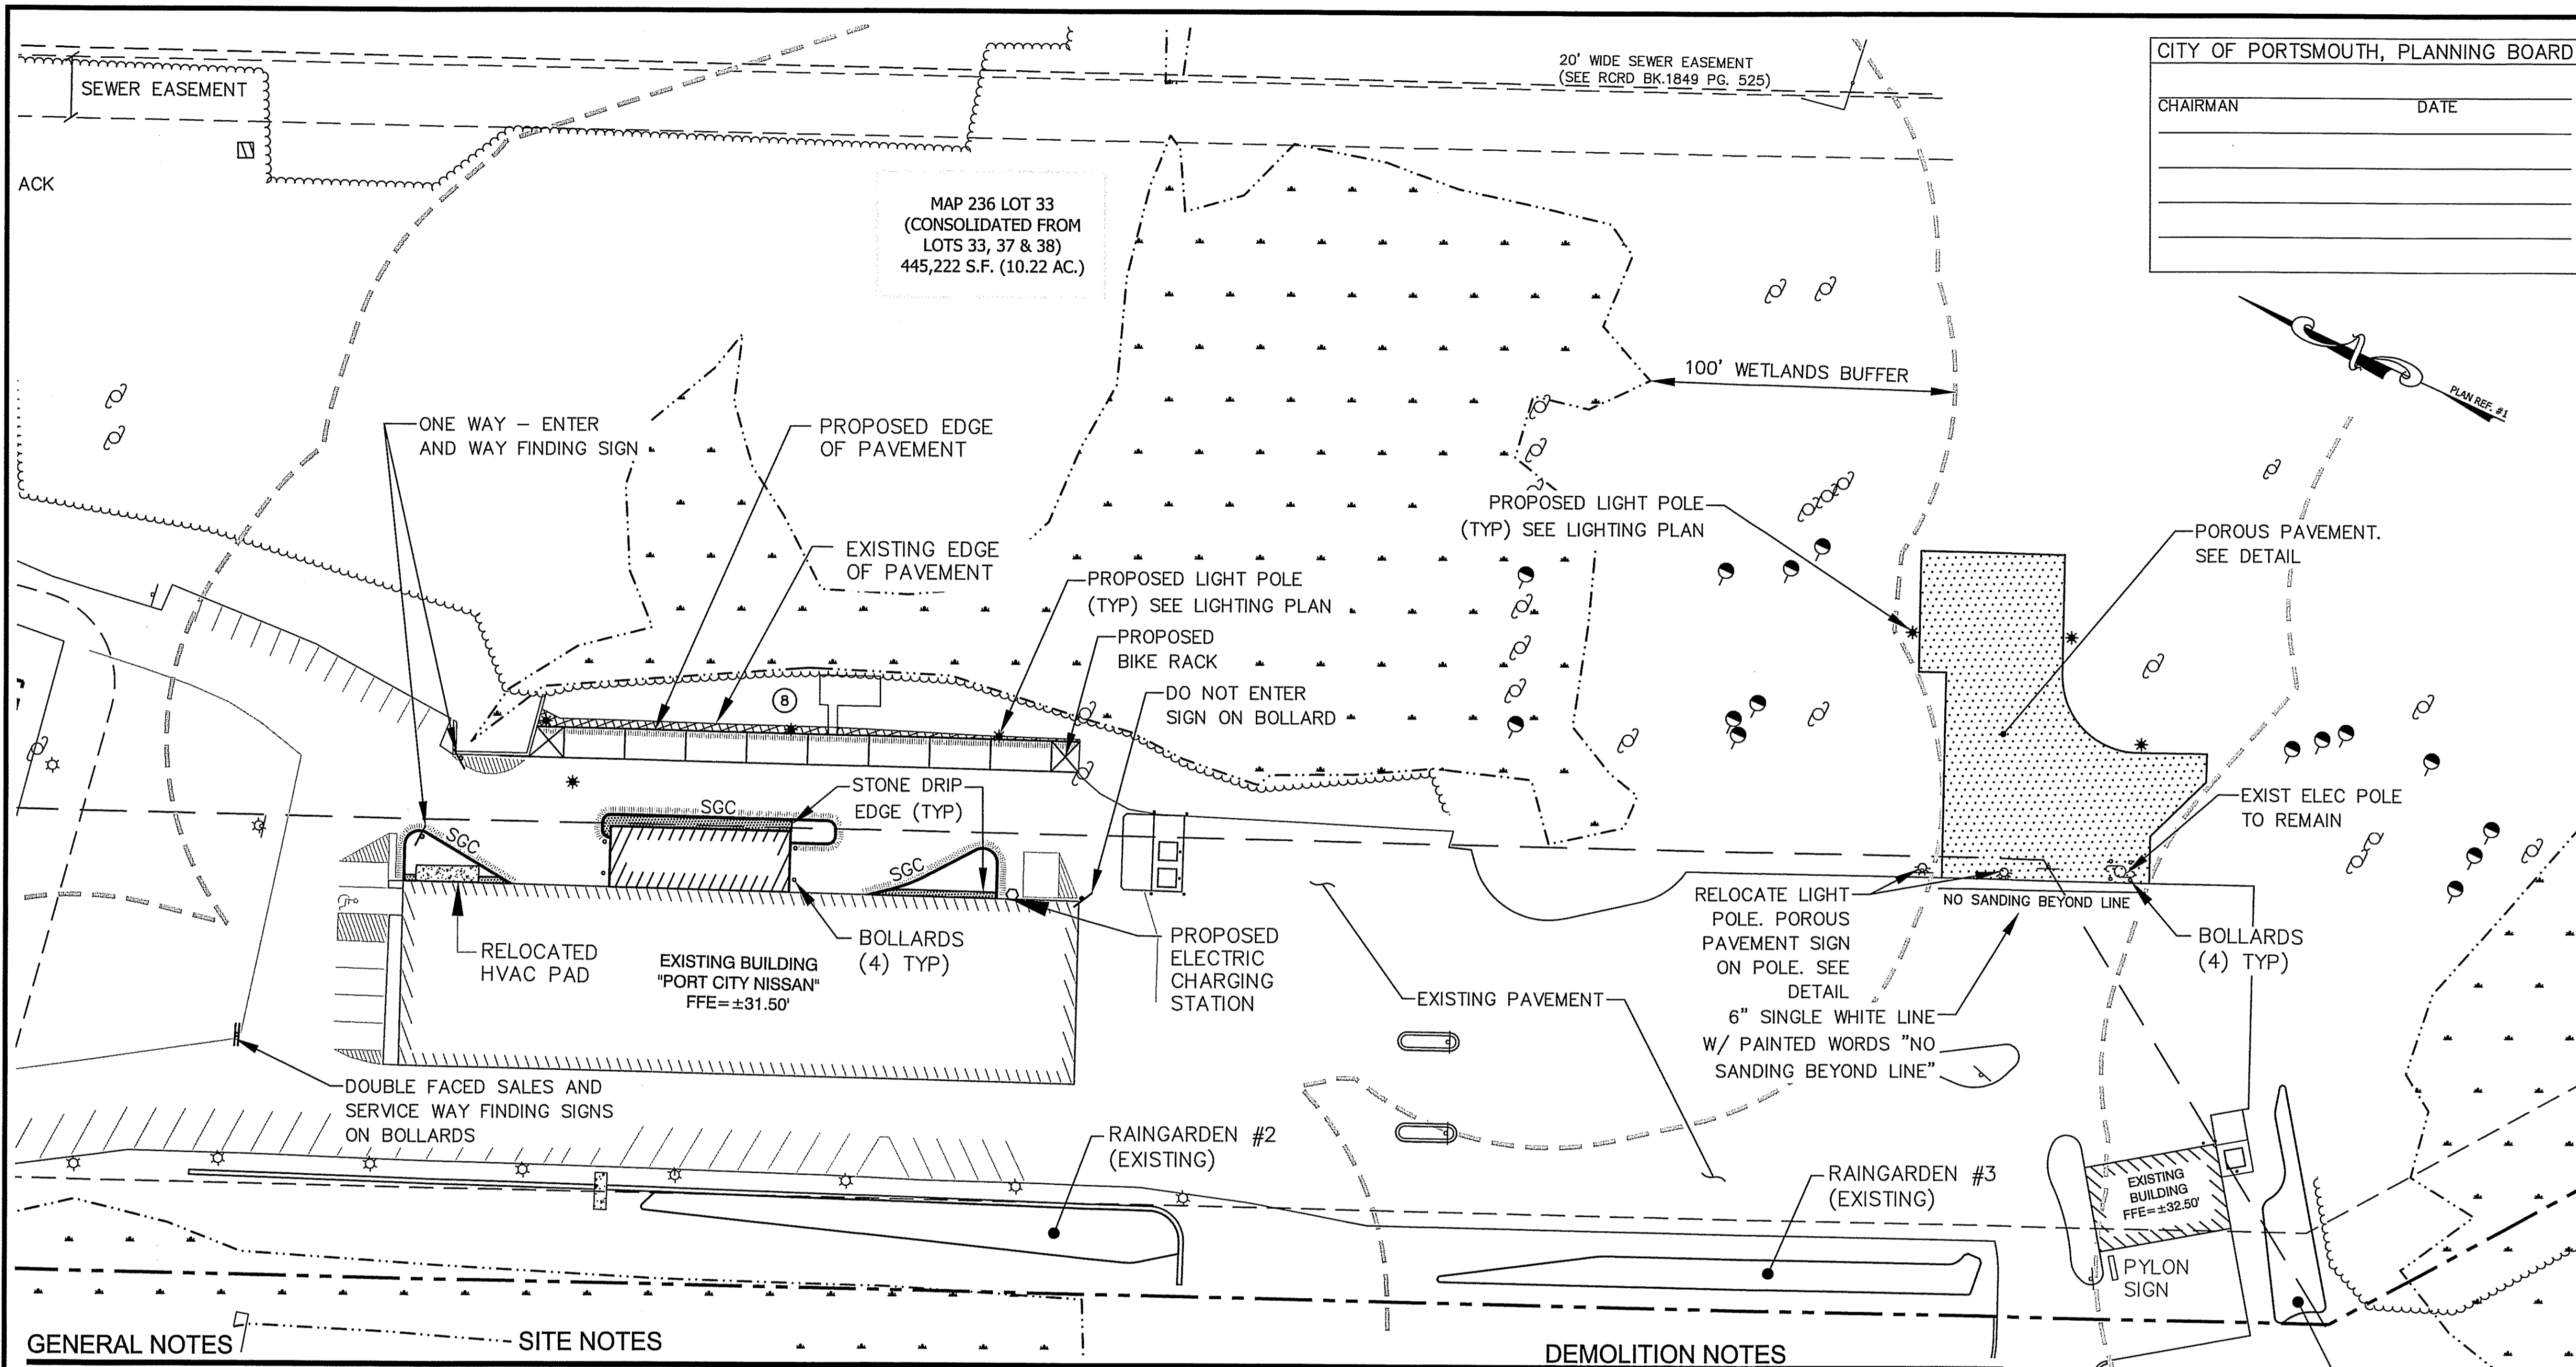 SEWER EASEMENT
ACK
20' WIDE SEWER EASEMENT
(SEE RCRD BK.1849 PG. 525)
CITY OF PORTSMOUTH, PLANNING BOARD
CHAIRMAN DATE
MAP 236 LOT 33
(CONSOLIDATED FROM
LOTS 33, 37 & 38)
445,222 S.F. (10.22 AC.)
PLAN REF. #1
100' WETLANDS BUFFER
ONE WAY – ENTER
AND WAY FINDING SIGN
PROPOSED EDGE
OF PAVEMENT
EXISTING EDGE
OF PAVEMENT
PROPOSED LIGHT POLE
(TYP) SEE LIGHTING PLAN
PROPOSED LIGHT POLE
(TYP) SEE LIGHTING PLAN
POROUS PAVEMENT.
SEE DETAIL
PROPOSED
BIKE RACK
DO NOT ENTER
SIGN ON BOLLARD
8
STONE DRIP
EDGE (TYP)
SGC
SGC
SGC
EXIST ELEC POLE
TO REMAIN
RELOCATED
HVAC PAD
BOLLARDS
(4) TYP)
EXISTING BUILDING
"PORT CITY NISSAN"
FFE=±31.50'
PROPOSED
ELECTRIC
CHARGING
STATION
EXISTING PAVEMENT
RELOCATE LIGHT
POLE. POROUS
PAVEMENT SIGN
ON POLE. SEE
DETAIL
NO SANDING BEYOND LINE
BOLLARDS
(4) TYP)
6" SINGLE WHITE LINE
W/ PAINTED WORDS "NO
SANDING BEYOND LINE"
DOUBLE FACED SALES AND
SERVICE WAY FINDING SIGNS
ON BOLLARDS
RAINGARDEN #2
(EXISTING)
RAINGARDEN #3
(EXISTING)
EXISTING
BUILDING
FFE=±32.50'
PYLON
SIGN
GENERAL NOTES
SITE NOTES
DEMOLITION NOTES